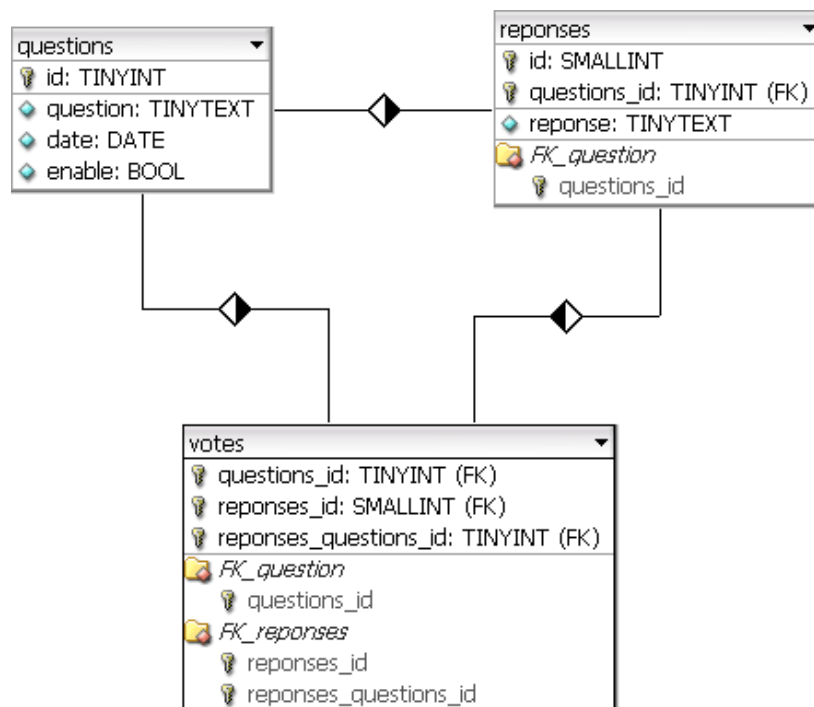 questions
id: TINYINT
question: TINYTEXT
date: DATE
enable: BOOL
reponses
id: SMALLINT
questions_id: TINYINT (FK)
reponse: TINYTEXT
FK_question
questions_id
votes
questions_id: TINYINT (FK)
reponses_id: SMALLINT (FK)
reponses_questions_id: TINYINT (FK)
FK_question
questions_id
FK_reponses
reponses_id
reponses_questions_id